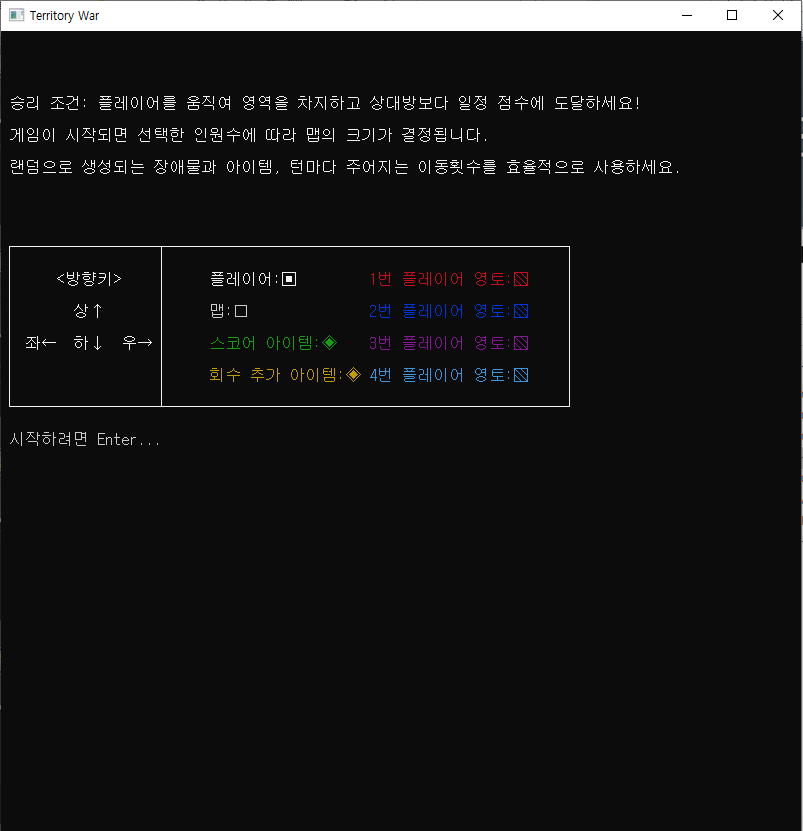 Territory War
승리 조건: 플레이어를 움직여 영역을 차지하고 상대방보다 일정 점수에 도달하세요!
게임이 시작되면 선택한 인원수에 따라 맵의 크기가 결정됩니다.
랜덤으로 생성되는 장애물과 아이템, 턴마다 주어지는 이동횟수를 효율적으로 사용하세요.
<방향키> 플레이어:▣ 1번 플레이어 영토:▧
상↑ 맵:□ 2번 플레이어 영토:▧
좌← 하↓ 우→ 스코어 아이템:◈ 3번 플레이어 영토:▧
회수 추가 아이템:◈ 4번 플레이어 영토:▧
시작하려면 Enter...